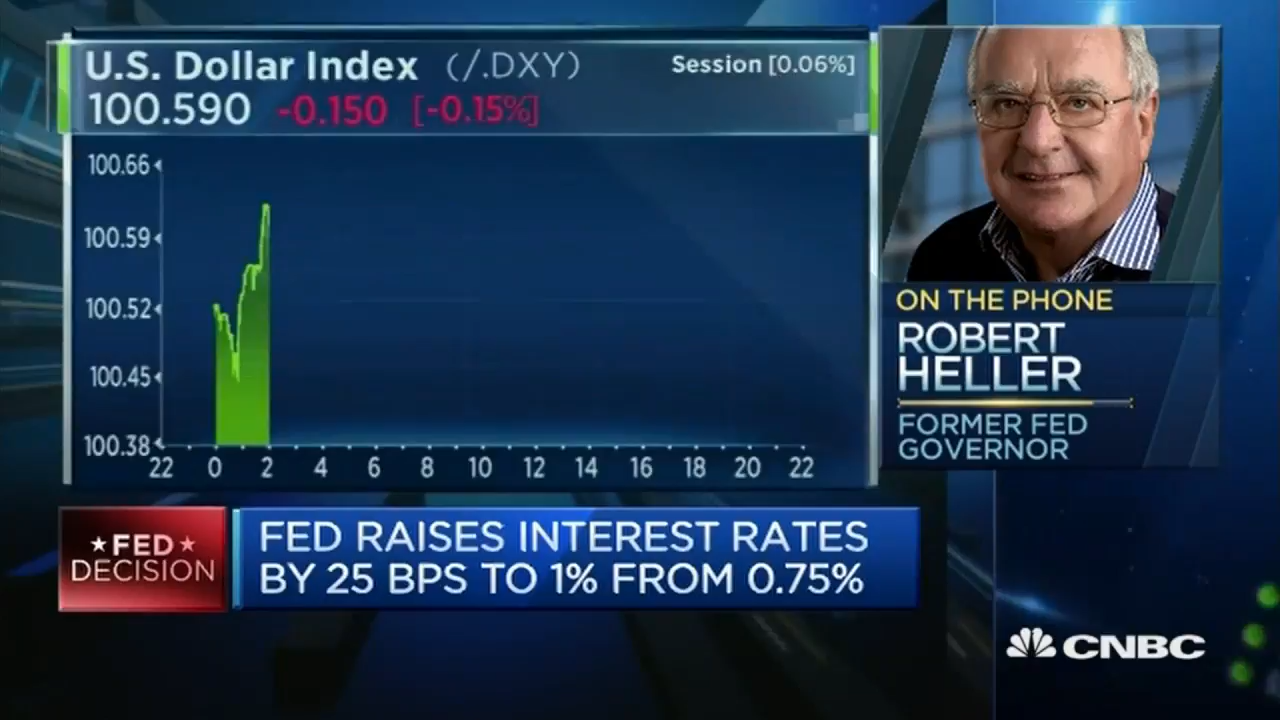 U.S. Dollar Index (/.DXY) Session [0.06%]
100.590 -0.150 [-0.15%]
100.66
100.59
100.52
100.45
100.38
22 0 2 4 6 8 10 12 14 16 18 20 22
ON THE PHONE
ROBERT
HELLER
FORMER FED
GOVERNOR
FED
DECISION
FED RAISES INTEREST RATES
BY 25 BPS TO 1% FROM 0.75%
CNBC